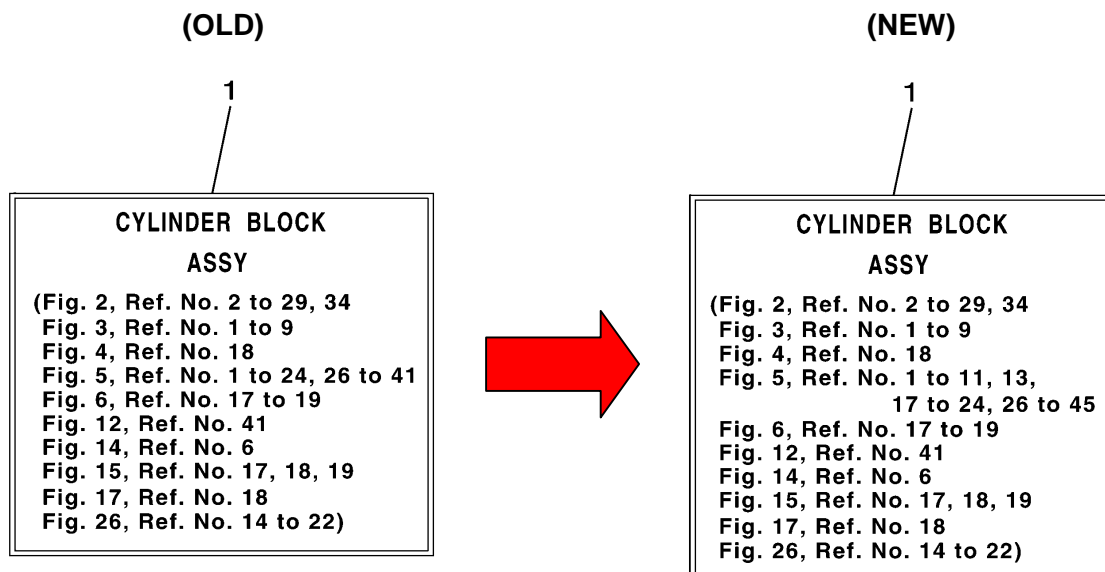 (OLD)
1
CYLINDER BLOCK
ASSY
(Fig. 2, Ref. No. 2 to 29, 34
Fig. 3, Ref. No. 1 to 9
Fig. 4, Ref. No. 18
Fig. 5, Ref. No. 1 to 24, 26 to 41
Fig. 6, Ref. No. 17 to 19
Fig. 12, Ref. No. 41
Fig. 14, Ref. No. 6
Fig. 15, Ref. No. 17, 18, 19
Fig. 17, Ref. No. 18
Fig. 26, Ref. No. 14 to 22)
(NEW)
1
CYLINDER BLOCK
ASSY
(Fig. 2, Ref. No. 2 to 29, 34
Fig. 3, Ref. No. 1 to 9
Fig. 4, Ref. No. 18
Fig. 5, Ref. No. 1 to 11, 13,
17 to 24, 26 to 45
Fig. 6, Ref. No. 17 to 19
Fig. 12, Ref. No. 41
Fig. 14, Ref. No. 6
Fig. 15, Ref. No. 17, 18, 19
Fig. 17, Ref. No. 18
Fig. 26, Ref. No. 14 to 22)